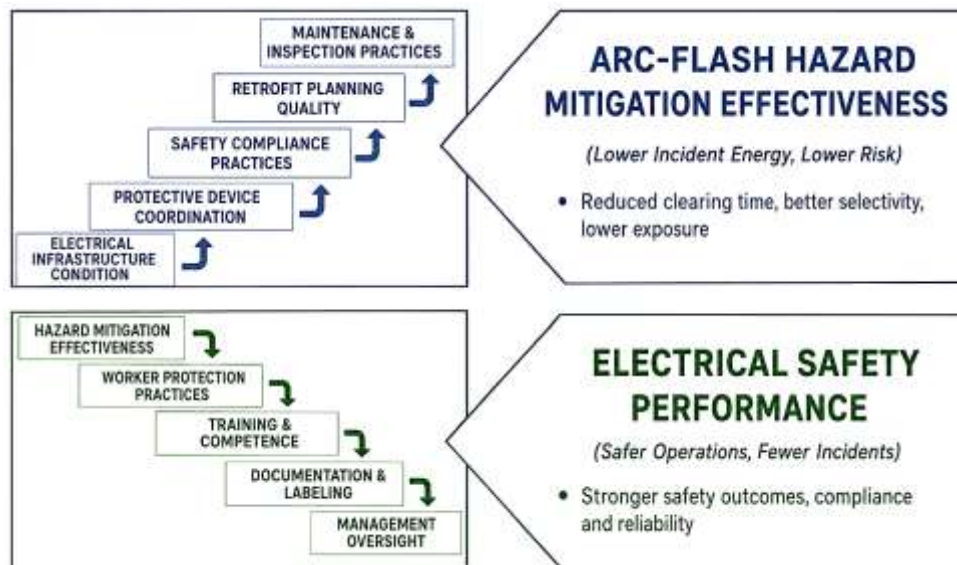 MAINTENANCE &
INSPECTION PRACTICES
RETROFIT PLANNING
QUALITY
SAFETY COMPLIANCE
PRACTICES
PROTECTIVE DEVICE
COORDINATION
ELECTRICAL
INFRASTRUCTURE
CONDITION
ARC-FLASH HAZARD
MITIGATION EFFECTIVENESS
(Lower Incident Energy, Lower Risk)
• Reduced clearing time, better selectivity,
lower exposure
HAZARD MITIGATION
EFFECTIVENESS
WORKER PROTECTION
PRACTICES
TRAINING &
COMPETENCE
DOCUMENTATION &
LABELING
MANAGEMENT
OVERSIGHT
ELECTRICAL SAFETY
PERFORMANCE
(Safer Operations, Fewer Incidents)
• Stronger safety outcomes, compliance
and reliability